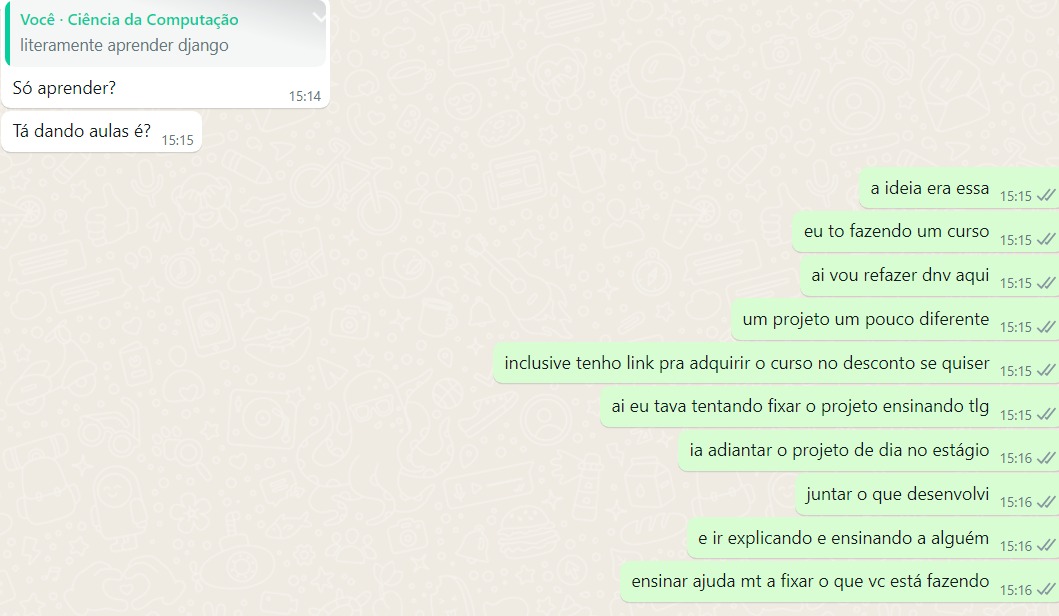 Você · Ciência da Computação
literamente aprender django
Só aprender?
15:14
Tá dando aulas é? 15:15
a ideia era essa 15:15
eu to fazendo um curso 15:15
ai vou refazer dnv aqui 15:15
um projeto um pouco diferente 15:15
inclusive tenho link pra adquirir o curso no desconto se quiser 15:15
ai eu tava tentando fixar o projeto ensinando tlg 15:15
ia adiantar o projeto de dia no estágio 15:16
juntar o que desenvolvi 15:16
e ir explicando e ensinando a alguém 15:16
ensinar ajuda mt a fixar o que vc está fazendo 15:16